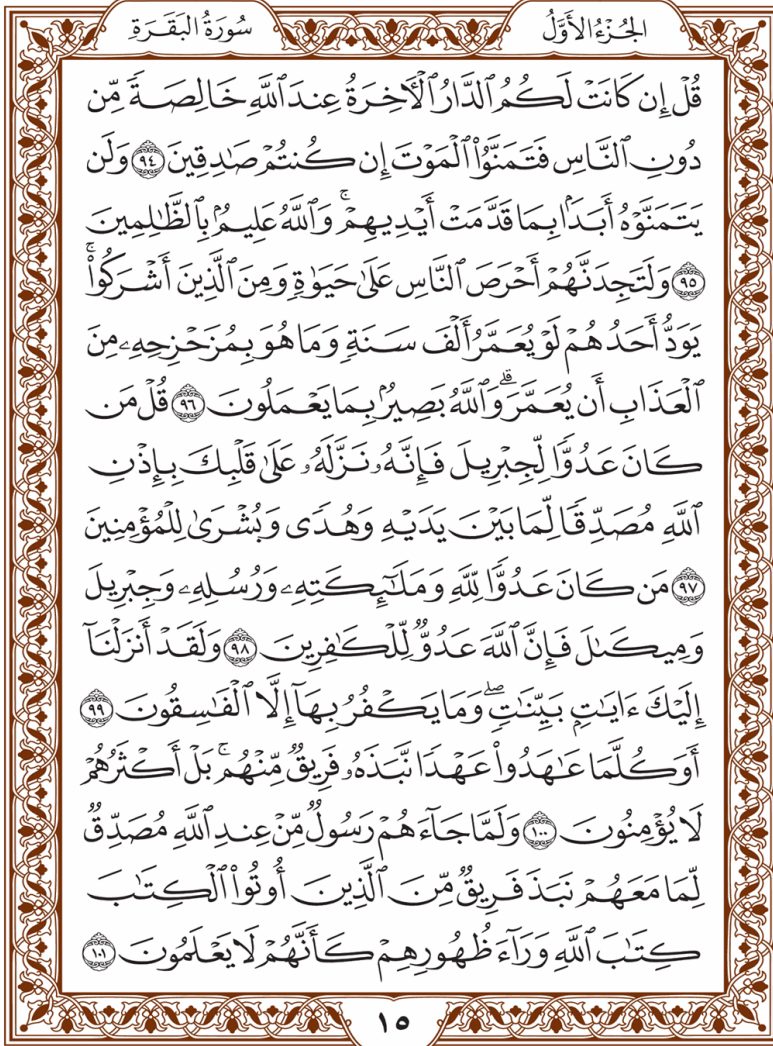 الجُزْءُ الأَوَّلُ
سُورَةُ البَقَرَةِ
قُلْ إِن كَانَتْ لَكُمُ ٱلدَّارُ ٱلْأَخِرَةُ عِندَ ٱللَّهِ خَالِصَةً مِّن
دُونِ ٱلنَّاسِ فَتَمَنَّوُا۟ ٱلْمَوْتَ إِن كُنتُمْ صَٰدِقِينَ ٩٤ وَلَن
يَتَمَنَّوْهُ أَبَدًۢا بِمَا قَدَّمَتْ أَيْدِيهِمْ ۚ وَٱللَّهُ عَلِيمٌۢ بِٱلظَّٰلِمِينَ
٩٥ وَلَتَجِدَنَّهُمْ أَحْرَصَ ٱلنَّاسِ عَلَىٰ حَيَوٰةٍ وَمِنَ ٱلَّذِينَ أَشْرَكُوا۟ ۚ
يَوَدُّ أَحَدُهُمْ لَوْ يُعَمَّرُ أَلْفَ سَنَةٍ وَمَا هُوَ بِمُزَحْزِحِهِۦ مِنَ
ٱلْعَذَابِ أَن يُعَمَّرَ ۗ وَٱللَّهُ بَصِيرٌۢ بِمَا يَعْمَلُونَ ٩٦ قُلْ مَن
كَانَ عَدُوًّا لِّجِبْرِيلَ فَإِنَّهُۥ نَزَّلَهُۥ عَلَىٰ قَلْبِكَ بِإِذْنِ
ٱللَّهِ مُصَدِّقًا لِّمَا بَيْنَ يَدَيْهِ وَهُدًى وَبُشْرَىٰ لِلْمُؤْمِنِينَ
٩٧ مَن كَانَ عَدُوًّا لِّلَّهِ وَمَلَٰٓئِكَتِهِۦ وَرُسُلِهِۦ وَجِبْرِيلَ
وَمِيكَىٰلَ فَإِنَّ ٱللَّهَ عَدُوٌّ لِّلْكَٰفِرِينَ ٩٨ وَلَقَدْ أَنزَلْنَآ
إِلَيْكَ ءَايَٰتٍۭ بَيِّنَٰتٍ ۖ وَمَا يَكْفُرُ بِهَآ إِلَّا ٱلْفَٰسِقُونَ ٩٩
أَوَكُلَّمَا عَٰهَدُوا۟ عَهْدًا نَّبَذَهُۥ فَرِيقٌ مِّنْهُم ۚ بَلْ أَكْثَرُهُمْ
لَا يُؤْمِنُونَ ١٠٠ وَلَمَّا جَآءَهُمْ رَسُولٌ مِّنْ عِندِ ٱللَّهِ مُصَدِّقٌ
لِّمَا مَعَهُمْ نَبَذَ فَرِيقٌ مِّنَ ٱلَّذِينَ أُوتُوا۟ ٱلْكِتَٰبَ
كِتَٰبَ ٱللَّهِ وَرَآءَ ظُهُورِهِمْ كَأَنَّهُمْ لَا يَعْلَمُونَ ١٠١
١٥